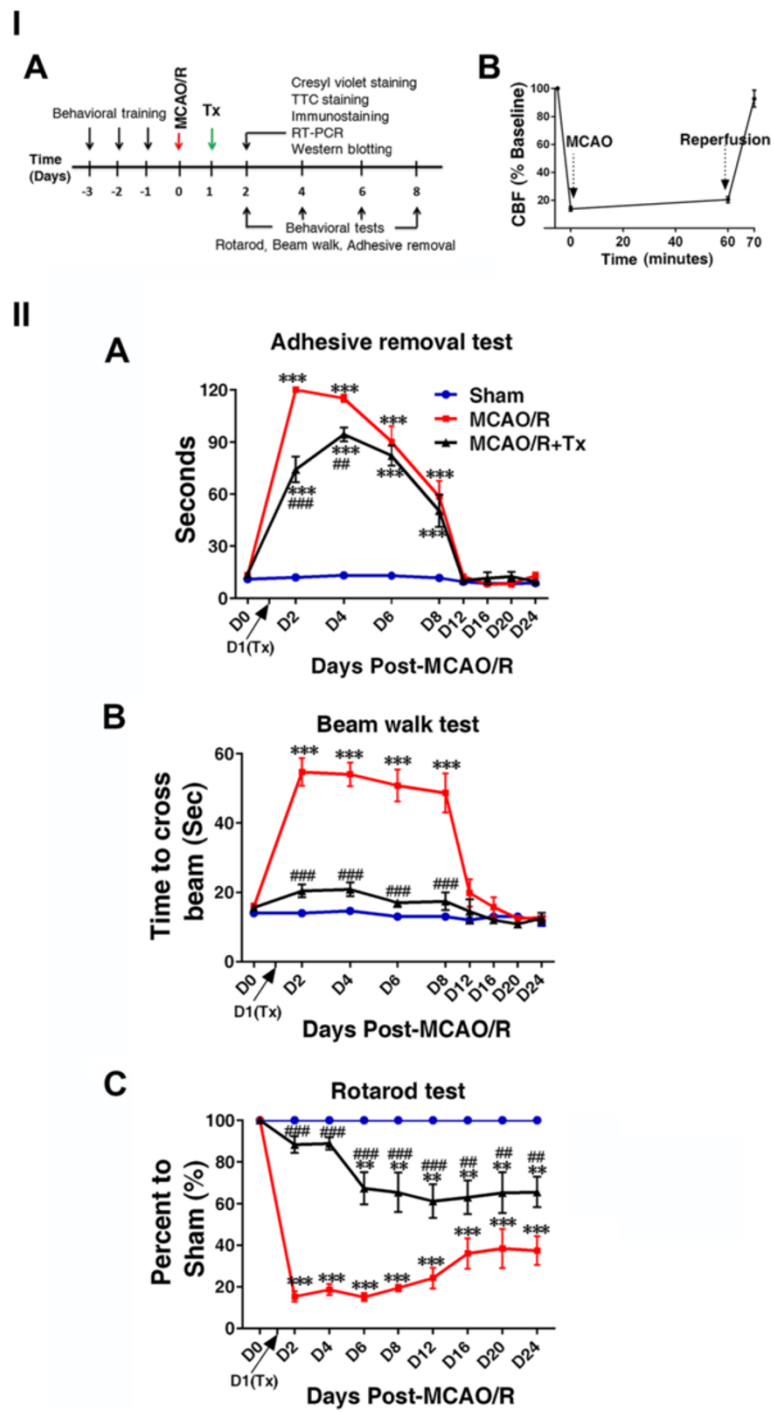 I
A
Behavioral training
MCAO/R
Tx
Cresyl violet staining
TTC staining
Immunostaining
RT-PCR
Western blotting
Time
(Days)
-3 -2 -1 0 1 2 4 6 8
Behavioral tests
Rotarod, Beam walk, Adhesive removal
B
CBF (% Baseline)
100
80
60
40
20
MCAO
Reperfusion
0 20 40 60 70
Time (minutes)
II
A
Adhesive removal test
Seconds
120
90
60
30
0
Sham
MCAO/R
MCAO/R+Tx
*** *** *** ***
*** ### *** ## *** ***
D0 D2 D4 D6 D8 D12 D16 D20 D24
D1(Tx)
Days Post-MCAO/R
B
Beam walk test
Time to cross
beam (Sec)
60
40
20
0
*** *** *** ***
### ### ### ###
D0 D2 D4 D6 D8 D12 D16 D20 D24
D1(Tx)
Days Post-MCAO/R
C
Rotarod test
Percent to
Sham (%)
100
80
60
40
20
0
### ### ### ### ### ## ## ##
** ** ** ** ** **
*** *** *** *** *** *** *** ***
D0 D2 D4 D6 D8 D12 D16 D20 D24
D1(Tx)
Days Post-MCAO/R